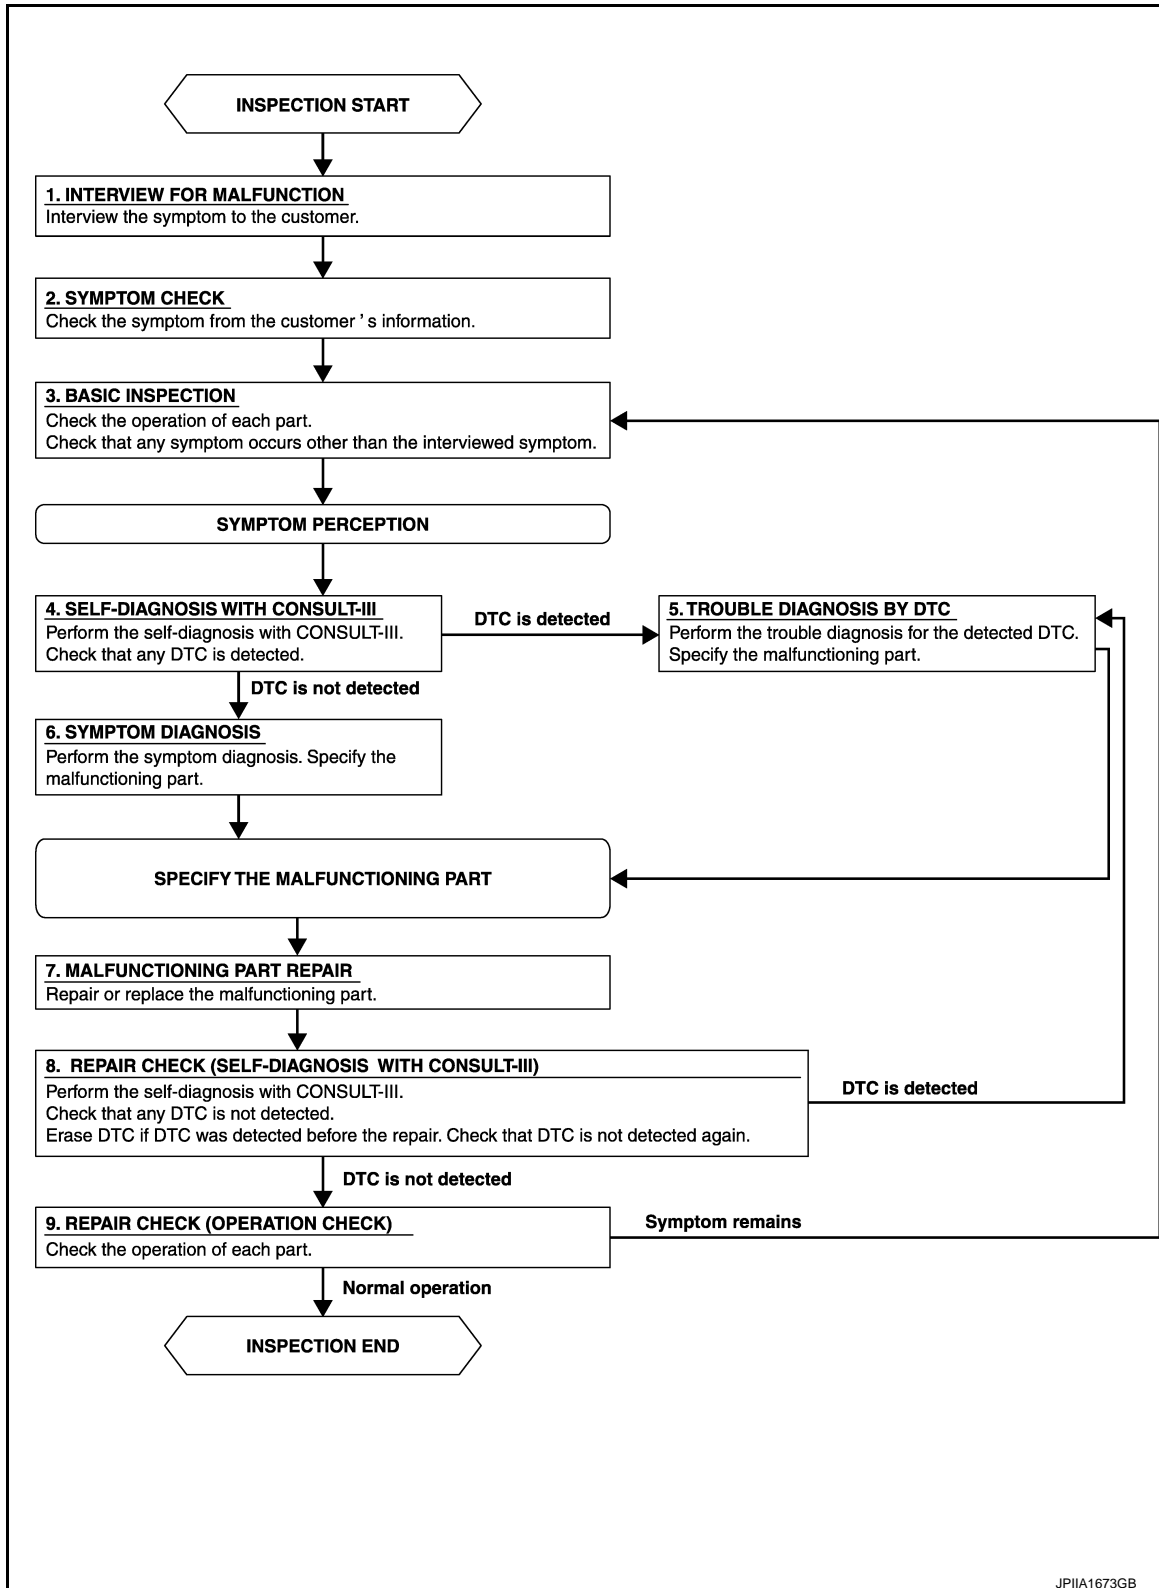 INSPECTION START
1. INTERVIEW FOR MALFUNCTION
Interview the symptom to the customer.
2. SYMPTOM CHECK
Check the symptom from the customer ’ s information.
3. BASIC INSPECTION
Check the operation of each part.
Check that any symptom occurs other than the interviewed symptom.
SYMPTOM PERCEPTION
4. SELF-DIAGNOSIS WITH CONSULT-III
Perform the self-diagnosis with CONSULT-III.
Check that any DTC is detected.
DTC is detected
5. TROUBLE DIAGNOSIS BY DTC
Perform the trouble diagnosis for the detected DTC.
Specify the malfunctioning part.
DTC is not detected
6. SYMPTOM DIAGNOSIS
Perform the symptom diagnosis. Specify the
malfunctioning part.
SPECIFY THE MALFUNCTIONING PART
7. MALFUNCTIONING PART REPAIR
Repair or replace the malfunctioning part.
8. REPAIR CHECK (SELF-DIAGNOSIS WITH CONSULT-III)
Perform the self-diagnosis with CONSULT-III.
Check that any DTC is not detected.
Erase DTC if DTC was detected before the repair. Check that DTC is not detected again.
DTC is detected
DTC is not detected
9. REPAIR CHECK (OPERATION CHECK)
Check the operation of each part.
Symptom remains
Normal operation
INSPECTION END
JPIIA1673GB